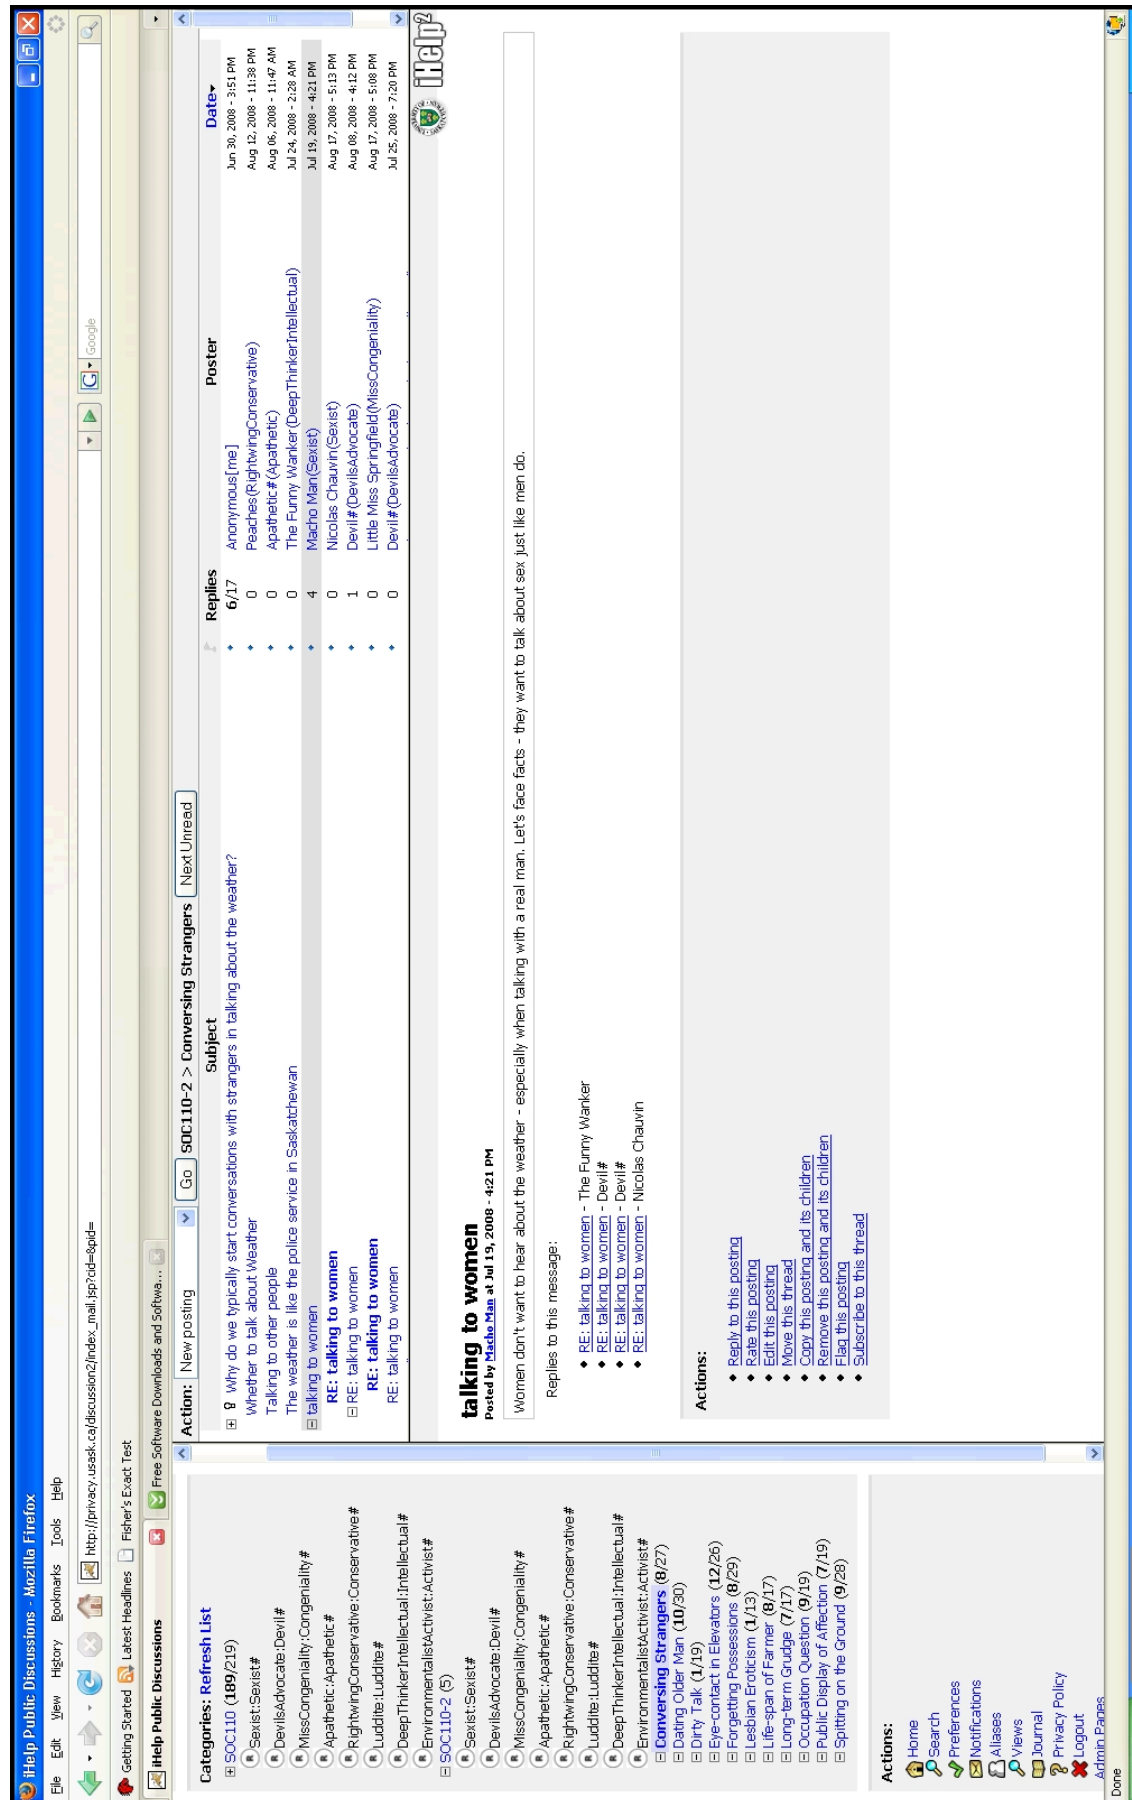 iHelp Public Discussions - Mozilla Firefox
File Edit View History Bookmarks Tools Help
http://privacy.usask.ca/discussion2/index_mail.jsp?cid=&pid=
Google
Getting Started Latest Headlines Fisher's Exact Test
iHelp Public Discussions
Free Software Downloads and Softwa...
Categories: Refresh List
SOC110 (189/219)
R Sexist:Sexist#
R DevilsAdvocate:Devil#
R MissCongeniality:Congeniality#
R Apathetic:Apathetic#
R RightwingConservative:Conservative#
R Luddite:Luddite#
R DeepThinkerIntellectual:Intellectual#
R EnvironmentalistActivist:Activist#
SOC110-2 (5)
R Sexist:Sexist#
R DevilsAdvocate:Devil#
R MissCongeniality:Congeniality#
R Apathetic:Apathetic#
R RightwingConservative:Conservative#
R Luddite:Luddite#
R DeepThinkerIntellectual:Intellectual#
R EnvironmentalistActivist:Activist#
Conversing Strangers (8/27)
Dating Older Man (10/30)
Dirty Talk (1/19)
Eye-contact in Elevators (12/26)
Forgetting Possessions (8/29)
Lesbian Eroticism (1/13)
Life-span of Farmer (8/17)
Long-term Grudge (7/17)
Occupation Question (9/19)
Public Display of Affection (7/19)
Spitting on the Ground (9/28)
Actions:
Home
Search
Preferences
Notifications
Aliases
Views
Journal
Privacy Policy
Logout
Admin Pages
Action: New posting Go SOC110-2 > Conversing Strangers Next Unread
Subject Replies Poster Date
Why do we typically start conversations with strangers in talking about the weather? 6/17 Anonymous[me] Jun 30, 2008 - 3:51 PM
Whether to talk about Weather 0 Peaches(RightwingConservative) Aug 12, 2008 - 11:38 PM
Talking to other people 0 Apathetic#(Apathetic) Aug 06, 2008 - 11:47 AM
The weather is like the police service in Saskatchewan 0 The Funny Wanker(DeepThinkerIntellectual) Jul 24, 2008 - 2:28 AM
talking to women 4 Macho Man(Sexist) Jul 19, 2008 - 4:21 PM
RE: talking to women 0 Nicolas Chauvin(Sexist) Aug 17, 2008 - 5:13 PM
RE: talking to women 1 Devil#(DevilsAdvocate) Aug 08, 2008 - 4:12 PM
RE: talking to women 0 Little Miss Springfield(MissCongeniality) Aug 17, 2008 - 5:08 PM
RE: talking to women 0 Devil#(DevilsAdvocate) Jul 25, 2008 - 7:20 PM
iHelp²
talking to women
Posted by Macho Man at Jul 19, 2008 - 4:21 PM
Women don't want to hear about the weather - especially when talking with a real man. Let's face facts - they want to talk about sex just like men do.
Replies to this message:
RE: talking to women - The Funny Wanker
RE: talking to women - Devil#
RE: talking to women - Devil#
RE: talking to women - Nicolas Chauvin
Actions:
Reply to this posting
Rate this posting
Edit this posting
Move this thread
Copy this posting and its children
Remove this posting and its children
Flag this posting
Subscribe to this thread
Done